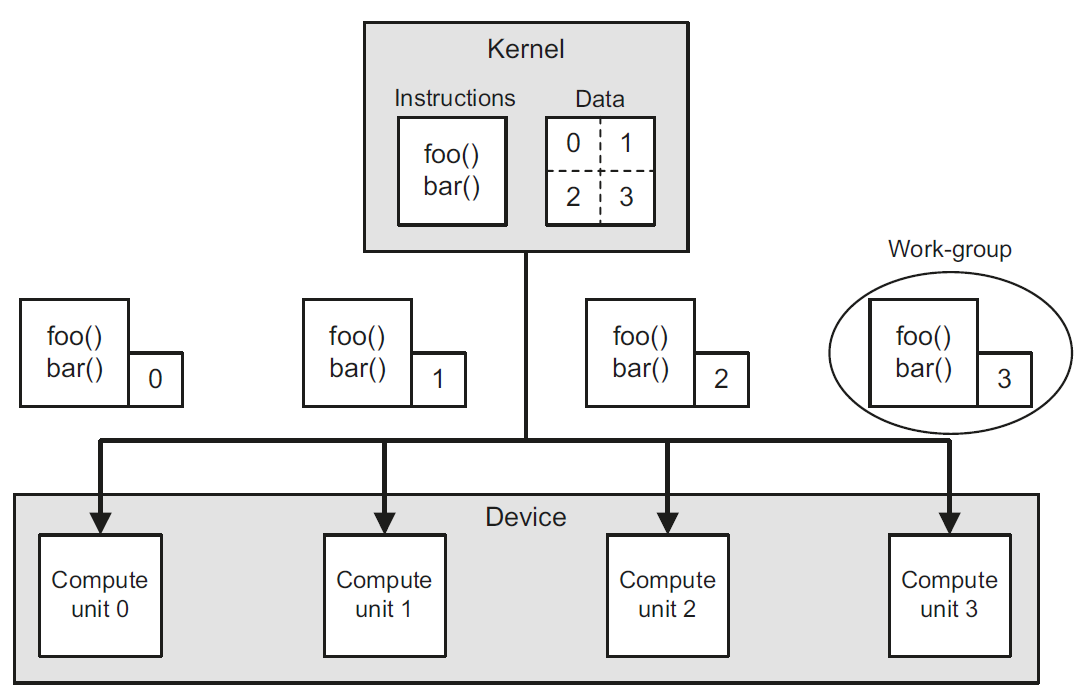 Kernel
Instructions
Data
foo()
bar()
0 1
2 3
Work-group
foo()
bar()
0
foo()
bar()
1
foo()
bar()
2
foo()
bar()
3
Device
Compute
unit 0
Compute
unit 1
Compute
unit 2
Compute
unit 3